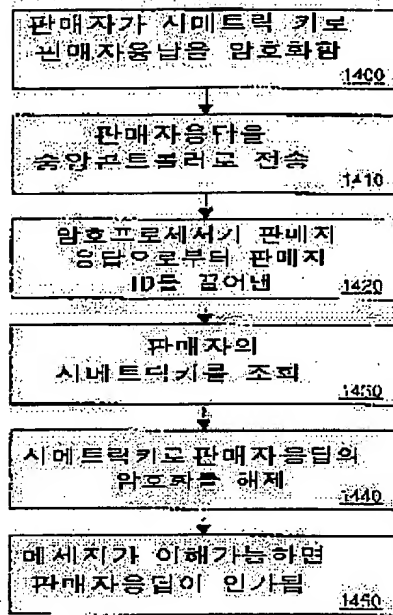 판매자가 시메트릭 키로
판매자응답을 암호화함
1400
판매자응답을
중앙콘트롤러로 전송
1410
암호프로세서가 판매자
응답으로부터 판매자
ID를 끌어낸
1420
판매자의
시메트릭키를 조회
1430
시메트릭키로 판매자응답의
암호화를 해제
1440
메세지가 이해가능하면
판매자응답이 인가됨
1450